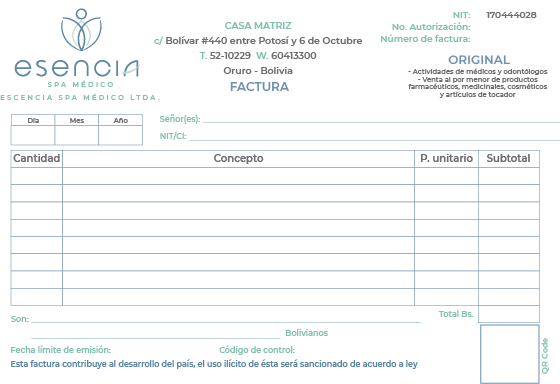 esencia
SPA MÉDICO
ESCENCIA SPA MÉDICO LTDA.
CASA MATRIZ
c/ Bolívar #440 entre Potosí y 6 de Octubre
T. 52-10229 W. 60413300
Oruro - Bolivia
FACTURA
NIT: 170444028
No. Autorización:
Número de factura:
ORIGINAL
- Actividades de médicos y odontólogos
- Venta al por menor de productos
farmacéuticos, medicinales, cosméticos
y artículos de tocador
Día Mes Año
Señor(es):
NIT/CI:
Cantidad Concepto P. unitario Subtotal
Son:
Total Bs.
Bolivianos
Fecha límite de emisión: Código de control:
Esta factura contribuye al desarrollo del país, el uso ilícito de ésta será sancionado de acuerdo a ley
QR Code